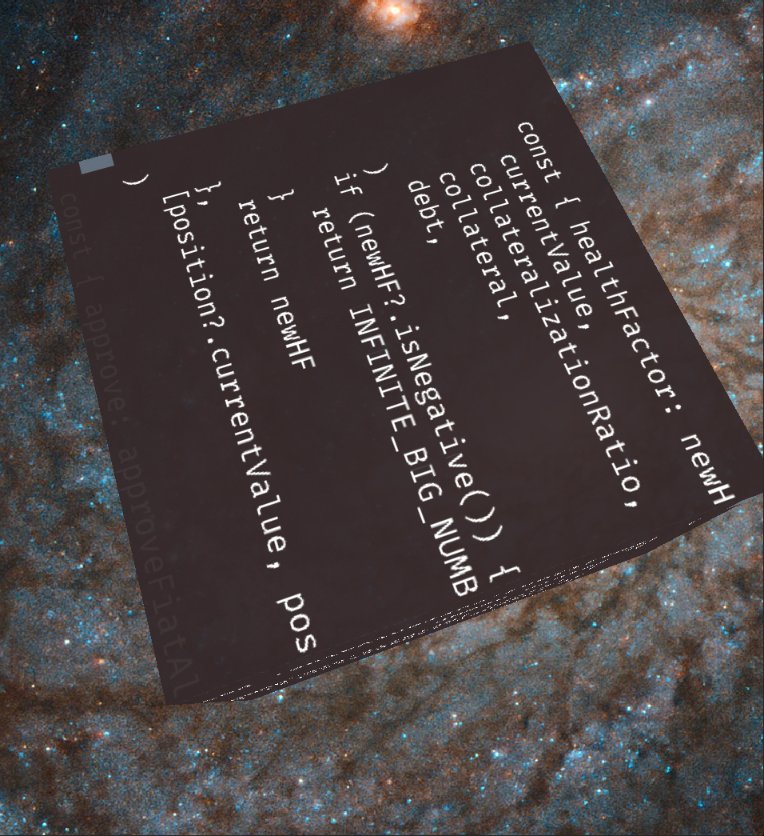 const { healthFactor: newH
currentValue,
collateralizationRatio,
collateral,
debt,
)
if (newHF?.isNegative()) {
return INFINITE_BIG_NUMB
}
return newHF
},
[position?.currentValue, pos
)
const { approve: approveFiatAl